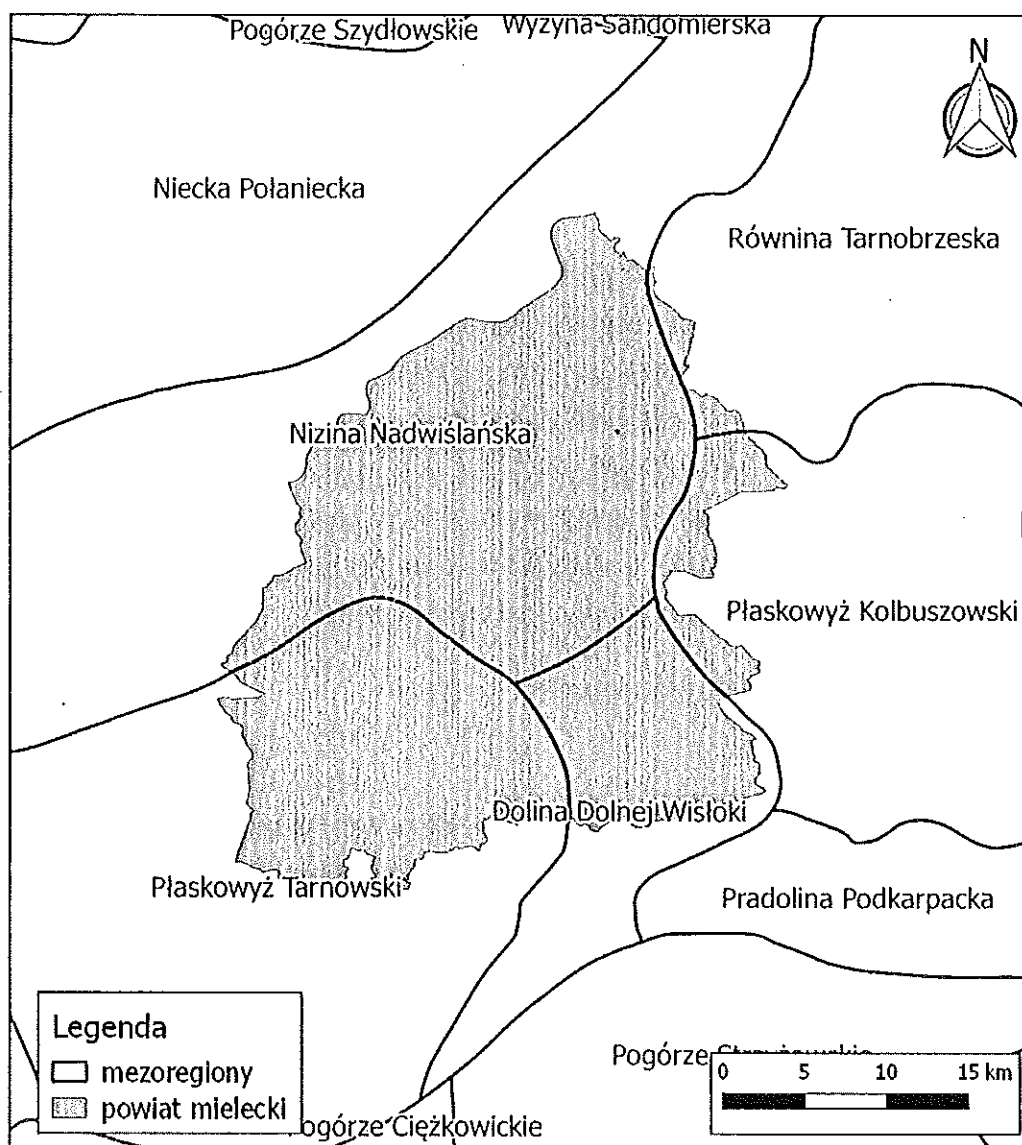 Pogórze Szydłowskie
Wyżyna Sandomierska
N
Niecka Połaniecka
Równina Tarnobrzeska
Nizina Nadwiślańska
Płaskowyż Kolbuszowski
Dolina Dolnej Wisłoki
Płaskowyż Tarnowski
Pradolina Podkarpacka
Legenda
mezoregiony
powiat mielecki
Pogórze
0 5 10 15 km
ogórze Ciężkowickie